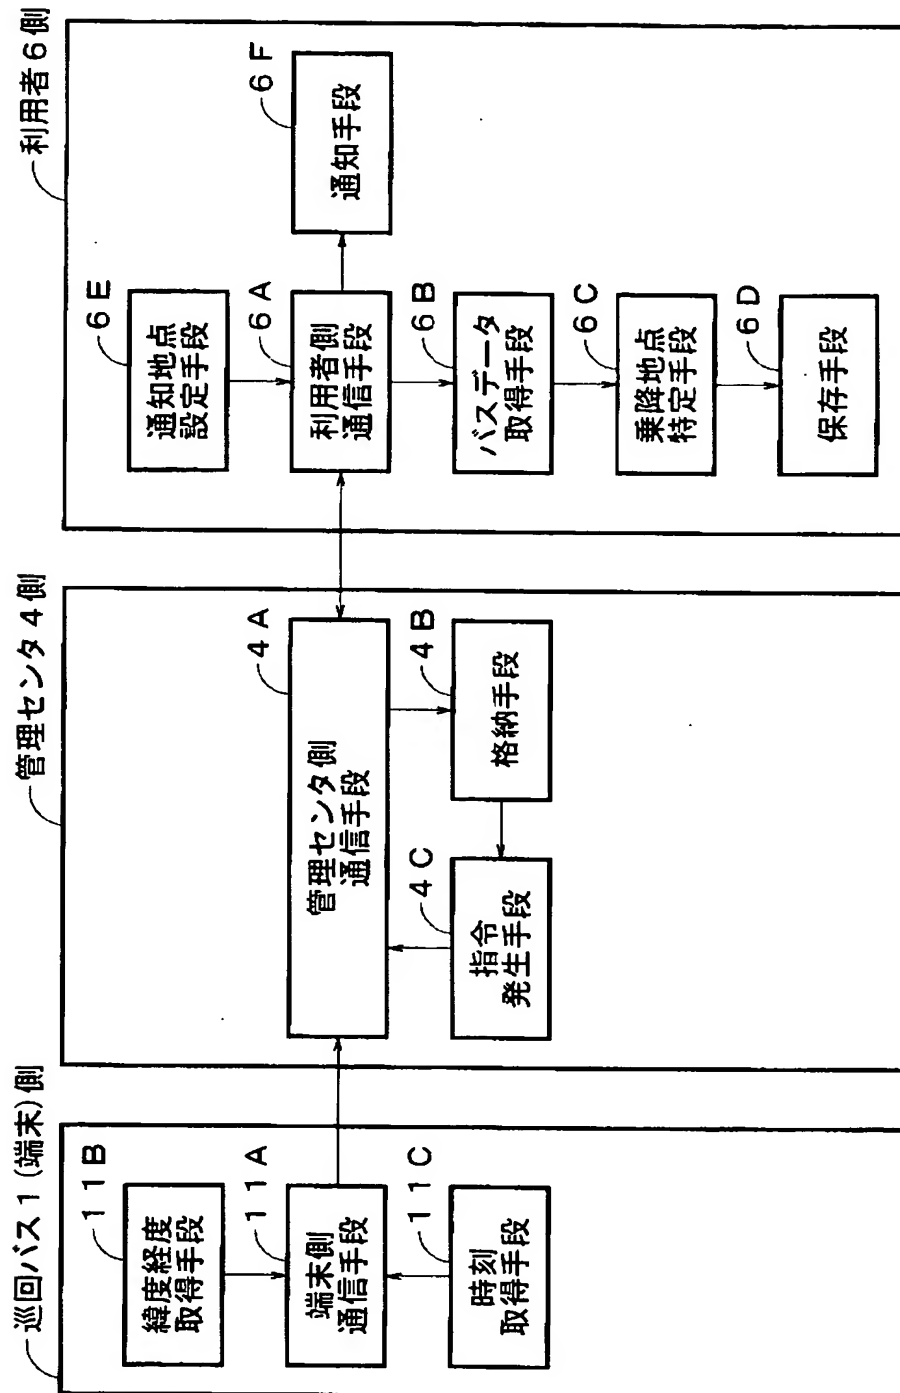 巡回バス1(端末)側
11B
緯度経度
取得手段
11A
端末側
通信手段
11C
時刻
取得手段
管理センタ4側
4A
管理センタ側
通信手段
4B
格納手段
4C
指令
発生手段
利用者6側
6E
通知地点
設定手段
6A
利用者側
通信手段
6F
通知手段
6B
バスデータ
取得手段
6C
乗降地点
特定手段
6D
保存手段